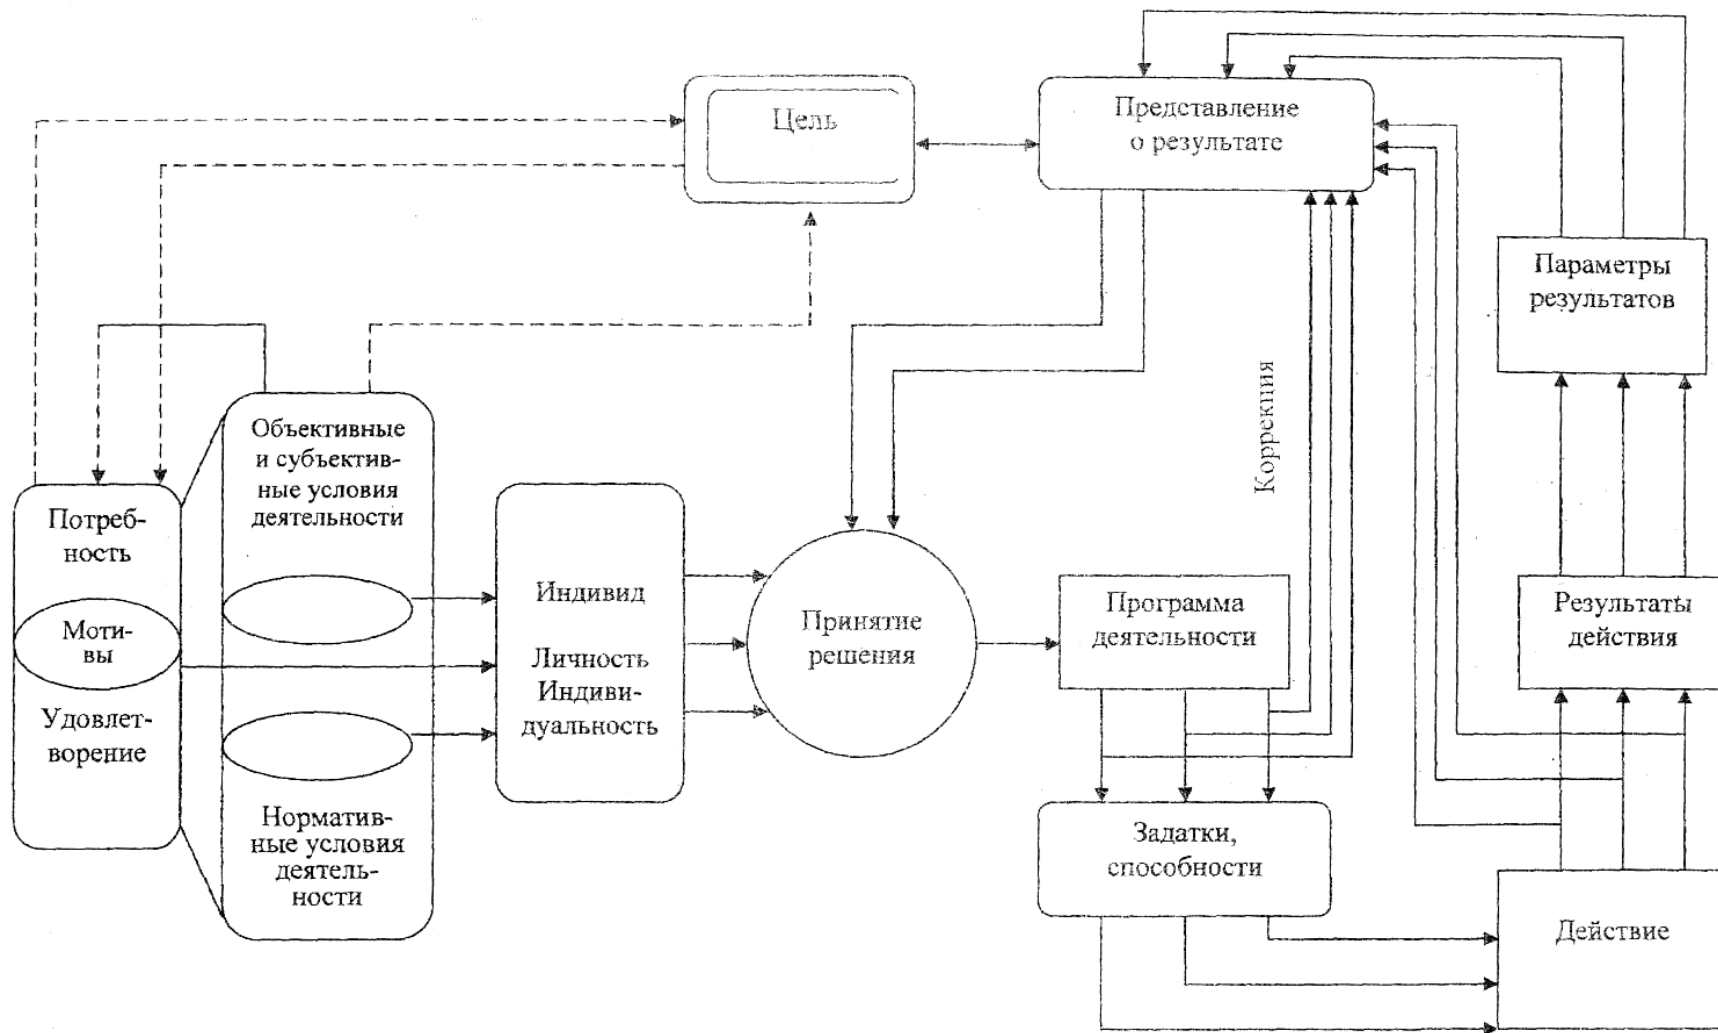 Цель
Представление
о результате
Параметры
результатов
Коррекция
Объективные
и субъектив-
ные условия
деятельности
Потреб-
ность
Моти-
вы
Удовлет-
ворение
Норматив-
ные условия
деятель-
ности
Индивид
Личность
Индиви-
дуальность
Принятие
решения
Программа
деятельности
Результаты
действия
Задатки,
способности
Действие